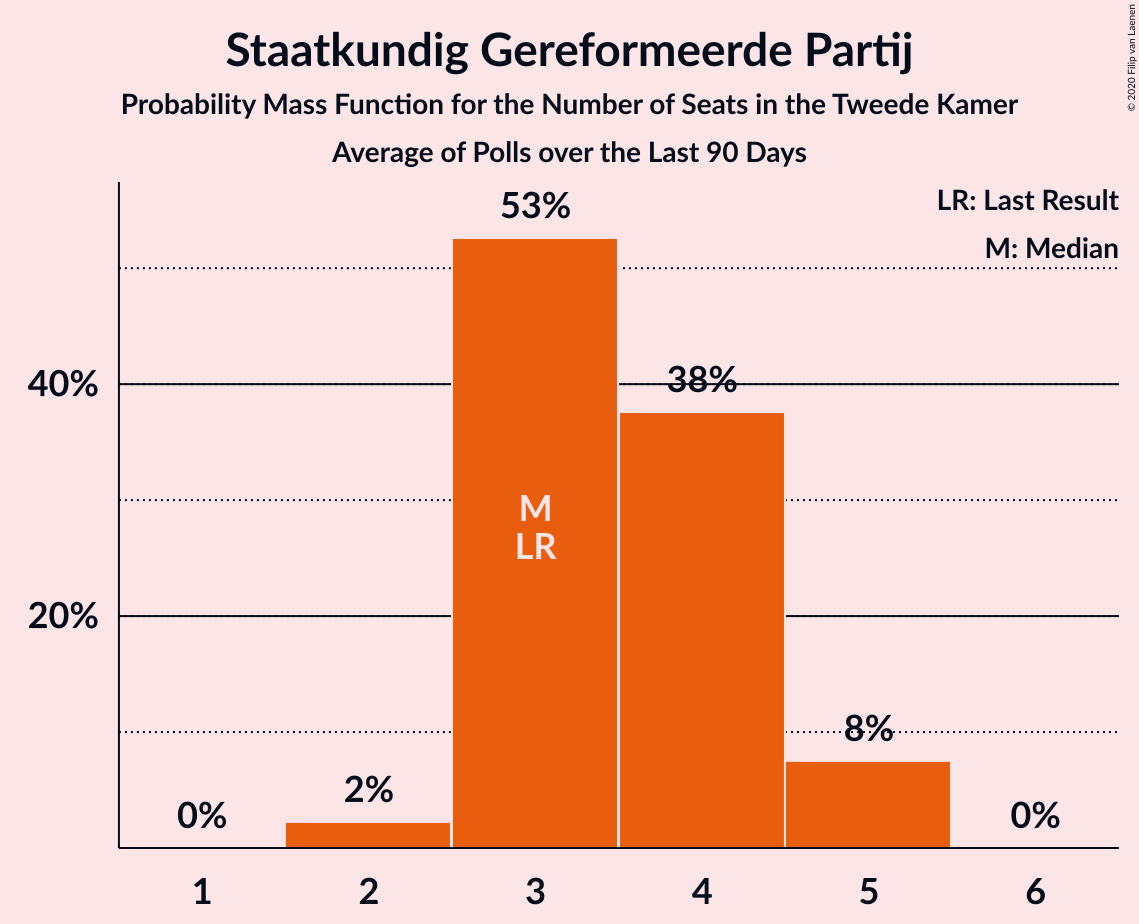 Staatkundig Gereformeerde Partij
Probability Mass Function for the Number of Seats in the Tweede Kamer
Average of Polls over the Last 90 Days
© 2020 Filip van Laenen
LR: Last Result
M: Median
53%
40%
38%
M
LR
20%
8%
2%
0%
0%
1 2 3 4 5 6